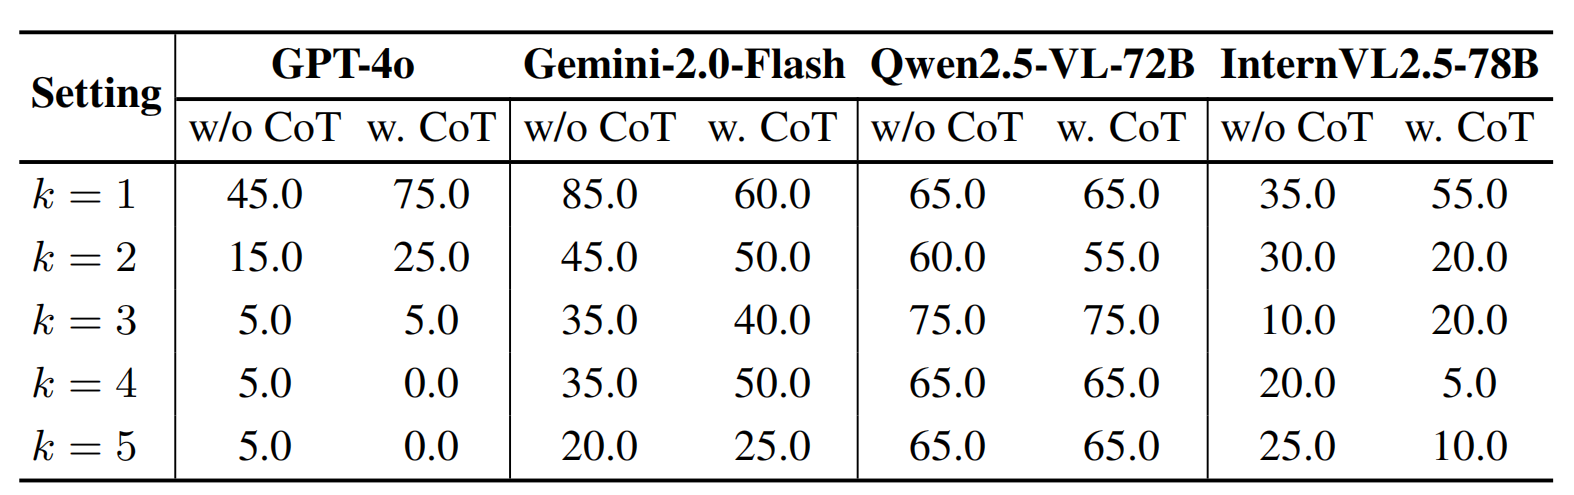 Setting GPT-4o Gemini-2.0-Flash Qwen2.5-VL-72B InternVL2.5-78B
w/o CoT w. CoT w/o CoT w. CoT w/o CoT w. CoT w/o CoT w. CoT
k = 1 45.0 75.0 85.0 60.0 65.0 65.0 35.0 55.0
k = 2 15.0 25.0 45.0 50.0 60.0 55.0 30.0 20.0
k = 3 5.0 5.0 35.0 40.0 75.0 75.0 10.0 20.0
k = 4 5.0 0.0 35.0 50.0 65.0 65.0 20.0 5.0
k = 5 5.0 0.0 20.0 25.0 65.0 65.0 25.0 10.0